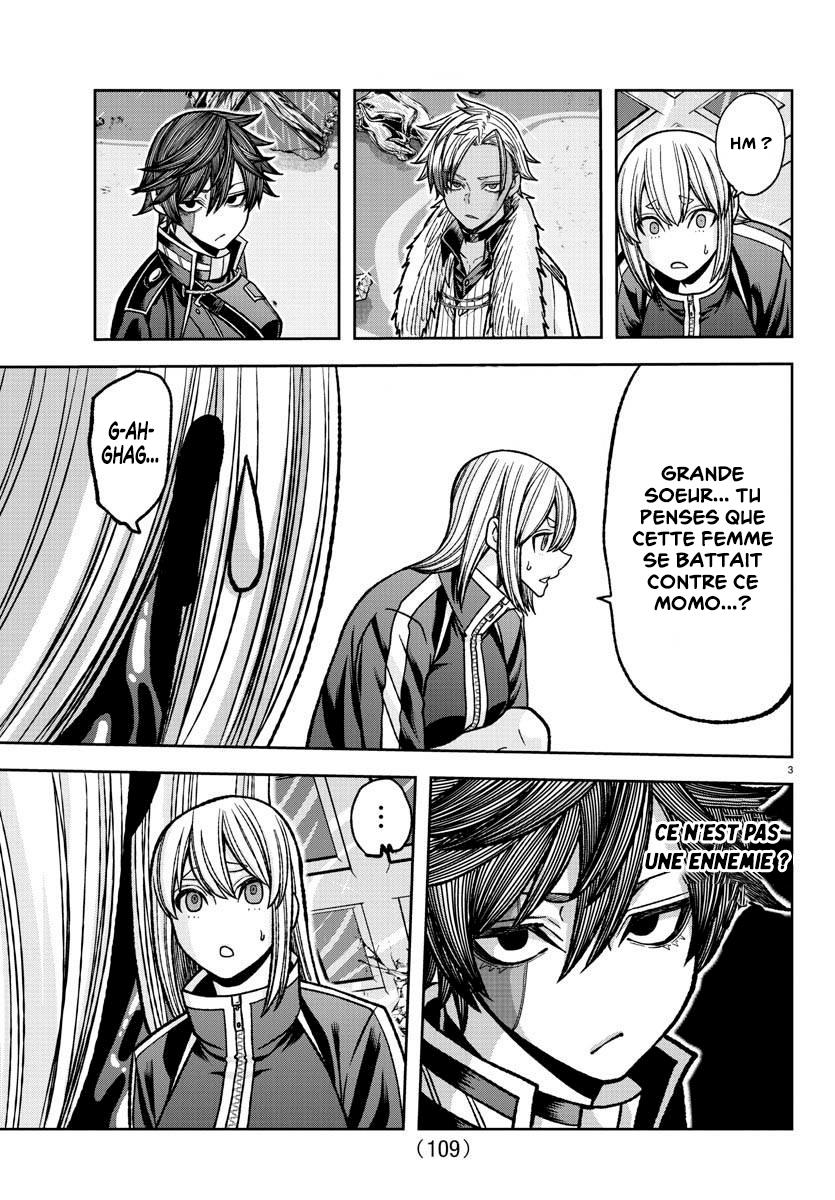 HM ?
GRANDE
SOEUR... TU
PENSES QUE
CETTE FEMME
SE BATTAIT
CONTRE CE
MOMO...?
G-AH-
GHAG...
3
CE N'EST PAS
UNE ENNEMIE ?
...
(109)